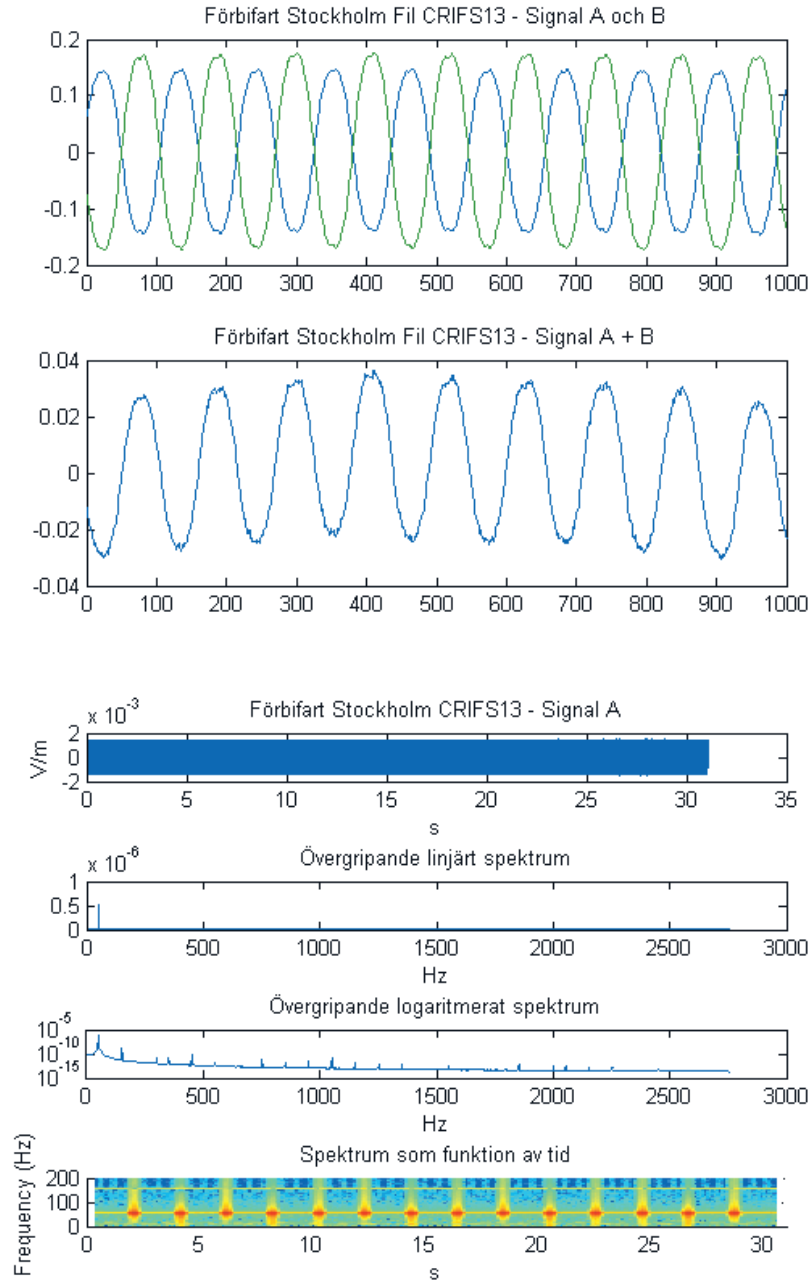 Förbifart Stockholm Fil CRIFS13 - Signal A och B
0.2
0.1
0
-0.1
-0.2
0 100 200 300 400 500 600 700 800 900 1000
Förbifart Stockholm Fil CRIFS13 - Signal A + B
0.04
0.02
0
-0.02
-0.04
0 100 200 300 400 500 600 700 800 900 1000
x 10^-3 Förbifart Stockholm CRIFS13 - Signal A
V/m
2
0
-2
0 5 10 15 20 25 30 35
s
x 10^-6 Övergripande linjärt spektrum
1
0.5
0
0 500 1000 1500 2000 2500 3000
Hz
Övergripande logaritmerat spektrum
10^-5
10^-10
10^-15
0 500 1000 1500 2000 2500 3000
Hz
Spektrum som funktion av tid
Frequency (Hz)
200
100
0
0 5 10 15 20 25 30
s